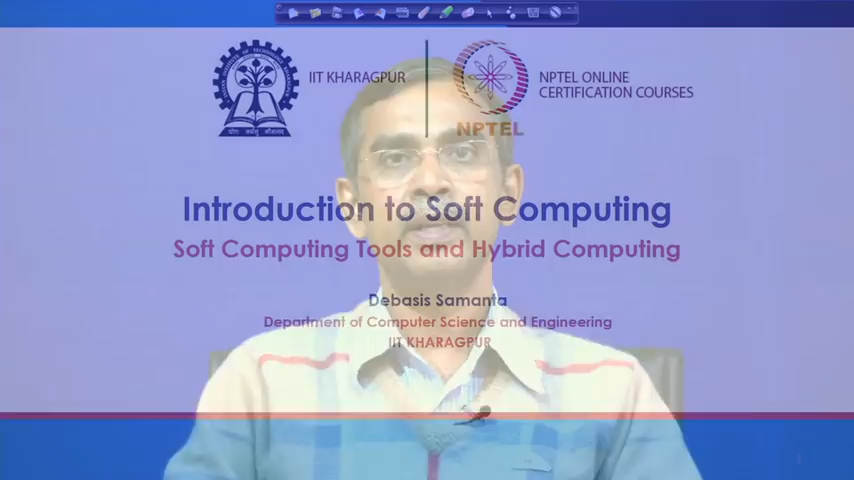 IIT KHARAGPUR
NPTEL ONLINE
CERTIFICATION COURSES
NPTEL
Introduction to Soft Computing
Soft Computing Tools and Hybrid Computing
Debasis Samanta
Department of Computer Science and Engineering
IIT KHARAGPUR